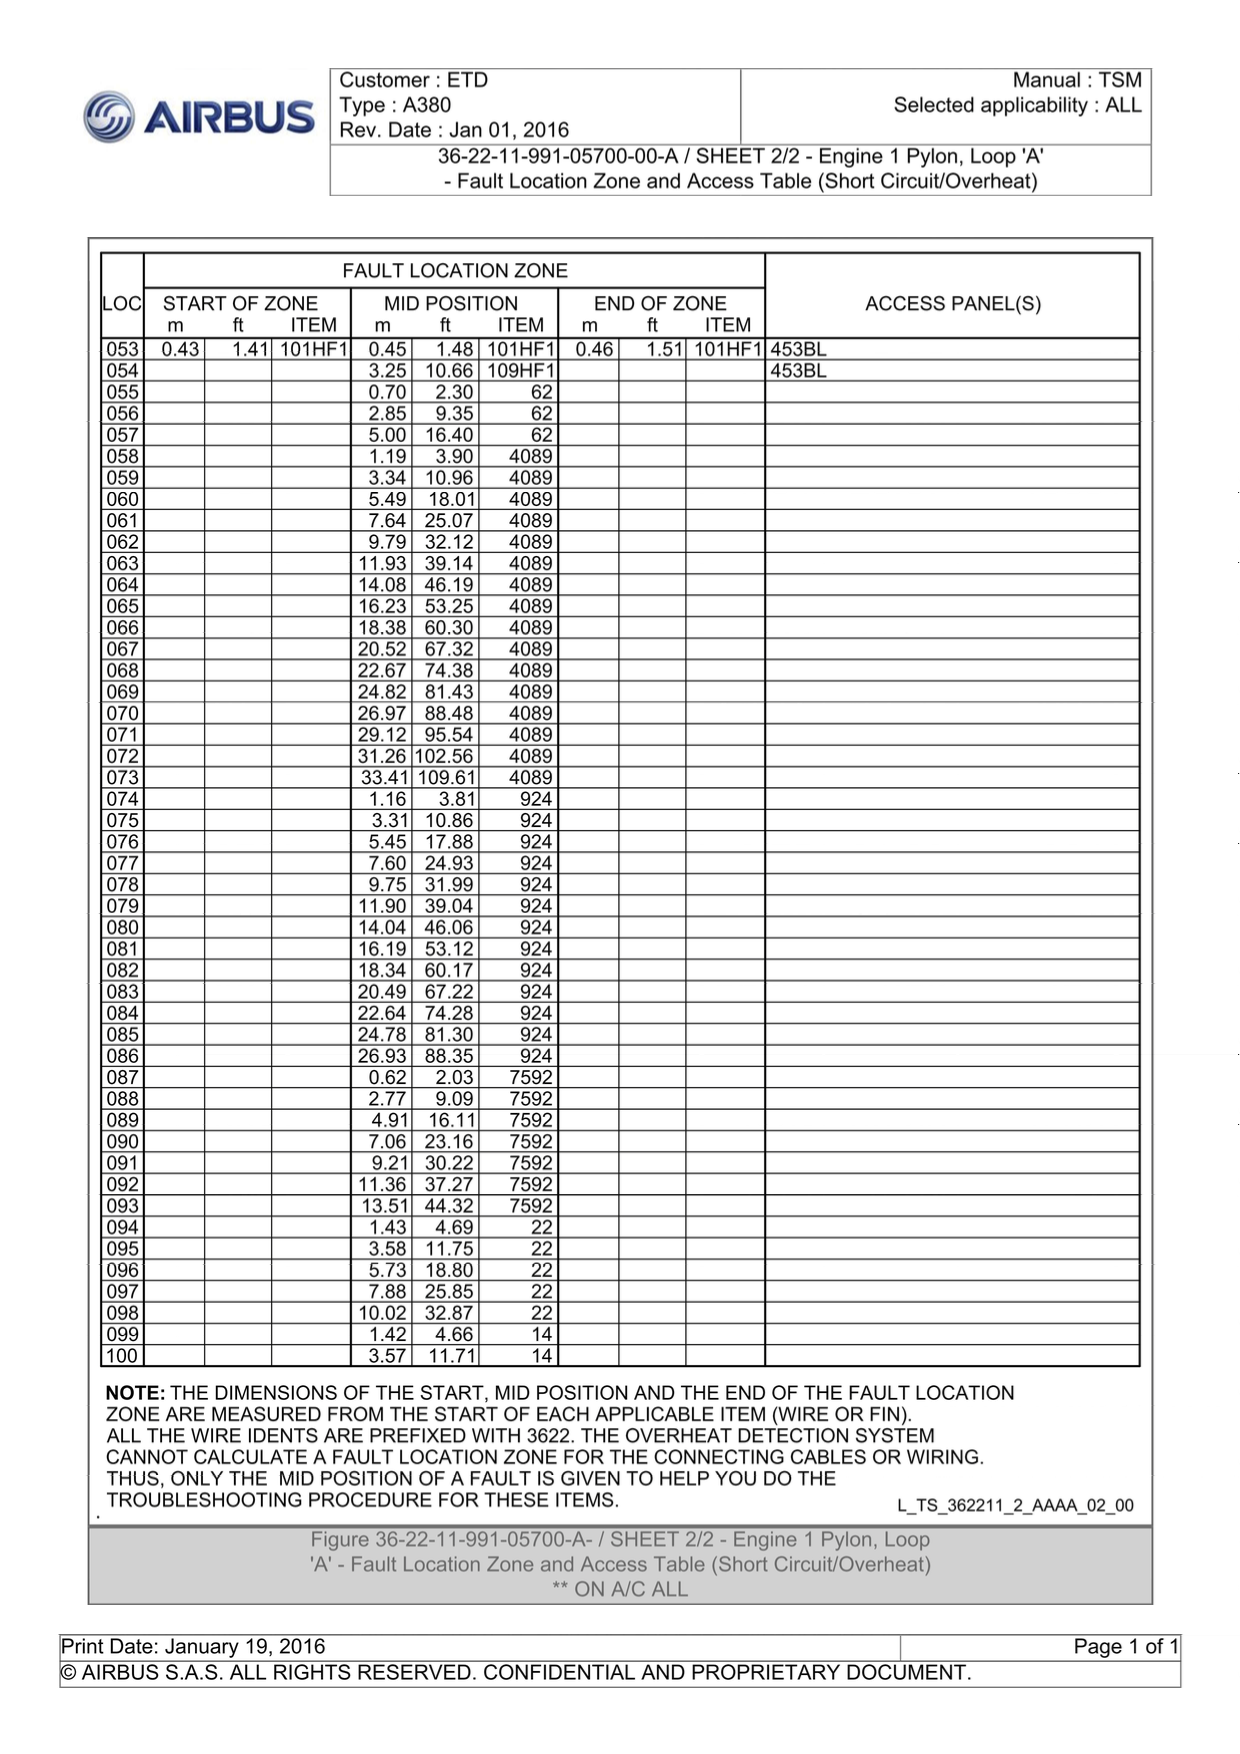 AIRBUS
Customer : ETD
Type : A380
Rev. Date : Jan 01, 2016
Manual : TSM
Selected applicability : ALL
36-22-11-991-05700-00-A / SHEET 2/2 - Engine 1 Pylon, Loop 'A'
- Fault Location Zone and Access Table (Short Circuit/Overheat)
FAULT LOCATION ZONE
LOC START OF ZONE MID POSITION END OF ZONE ACCESS PANEL(S)
m ft ITEM m ft ITEM m ft ITEM
053 0.43 1.41 101HF1 0.45 1.48 101HF1 0.46 1.51 101HF1 453BL
054 3.25 10.66 109HF1 453BL
055 0.70 2.30 62
056 2.85 9.35 62
057 5.00 16.40 62
058 1.19 3.90 4089
059 3.34 10.96 4089
060 5.49 18.01 4089
061 7.64 25.07 4089
062 9.79 32.12 4089
063 11.93 39.14 4089
064 14.08 46.19 4089
065 16.23 53.25 4089
066 18.38 60.30 4089
067 20.52 67.32 4089
068 22.67 74.38 4089
069 24.82 81.43 4089
070 26.97 88.48 4089
071 29.12 95.54 4089
072 31.26 102.56 4089
073 33.41 109.61 4089
074 1.16 3.81 924
075 3.31 10.86 924
076 5.45 17.88 924
077 7.60 24.93 924
078 9.75 31.99 924
079 11.90 39.04 924
080 14.04 46.06 924
081 16.19 53.12 924
082 18.34 60.17 924
083 20.49 67.22 924
084 22.64 74.28 924
085 24.78 81.30 924
086 26.93 88.35 924
087 0.62 2.03 7592
088 2.77 9.09 7592
089 4.91 16.11 7592
090 7.06 23.16 7592
091 9.21 30.22 7592
092 11.36 37.27 7592
093 13.51 44.32 7592
094 1.43 4.69 22
095 3.58 11.75 22
096 5.73 18.80 22
097 7.88 25.85 22
098 10.02 32.87 22
099 1.42 4.66 14
100 3.57 11.71 14
NOTE: THE DIMENSIONS OF THE START, MID POSITION AND THE END OF THE FAULT LOCATION
ZONE ARE MEASURED FROM THE START OF EACH APPLICABLE ITEM (WIRE OR FIN).
ALL THE WIRE IDENTS ARE PREFIXED WITH 3622. THE OVERHEAT DETECTION SYSTEM
CANNOT CALCULATE A FAULT LOCATION ZONE FOR THE CONNECTING CABLES OR WIRING.
THUS, ONLY THE MID POSITION OF A FAULT IS GIVEN TO HELP YOU DO THE
TROUBLESHOOTING PROCEDURE FOR THESE ITEMS.
L_TS_362211_2_AAAA_02_00
Figure 36-22-11-991-05700-A- / SHEET 2/2 - Engine 1 Pylon, Loop
'A' - Fault Location Zone and Access Table (Short Circuit/Overheat)
** ON A/C ALL
Print Date: January 19, 2016 Page 1 of 1
© AIRBUS S.A.S. ALL RIGHTS RESERVED. CONFIDENTIAL AND PROPRIETARY DOCUMENT.